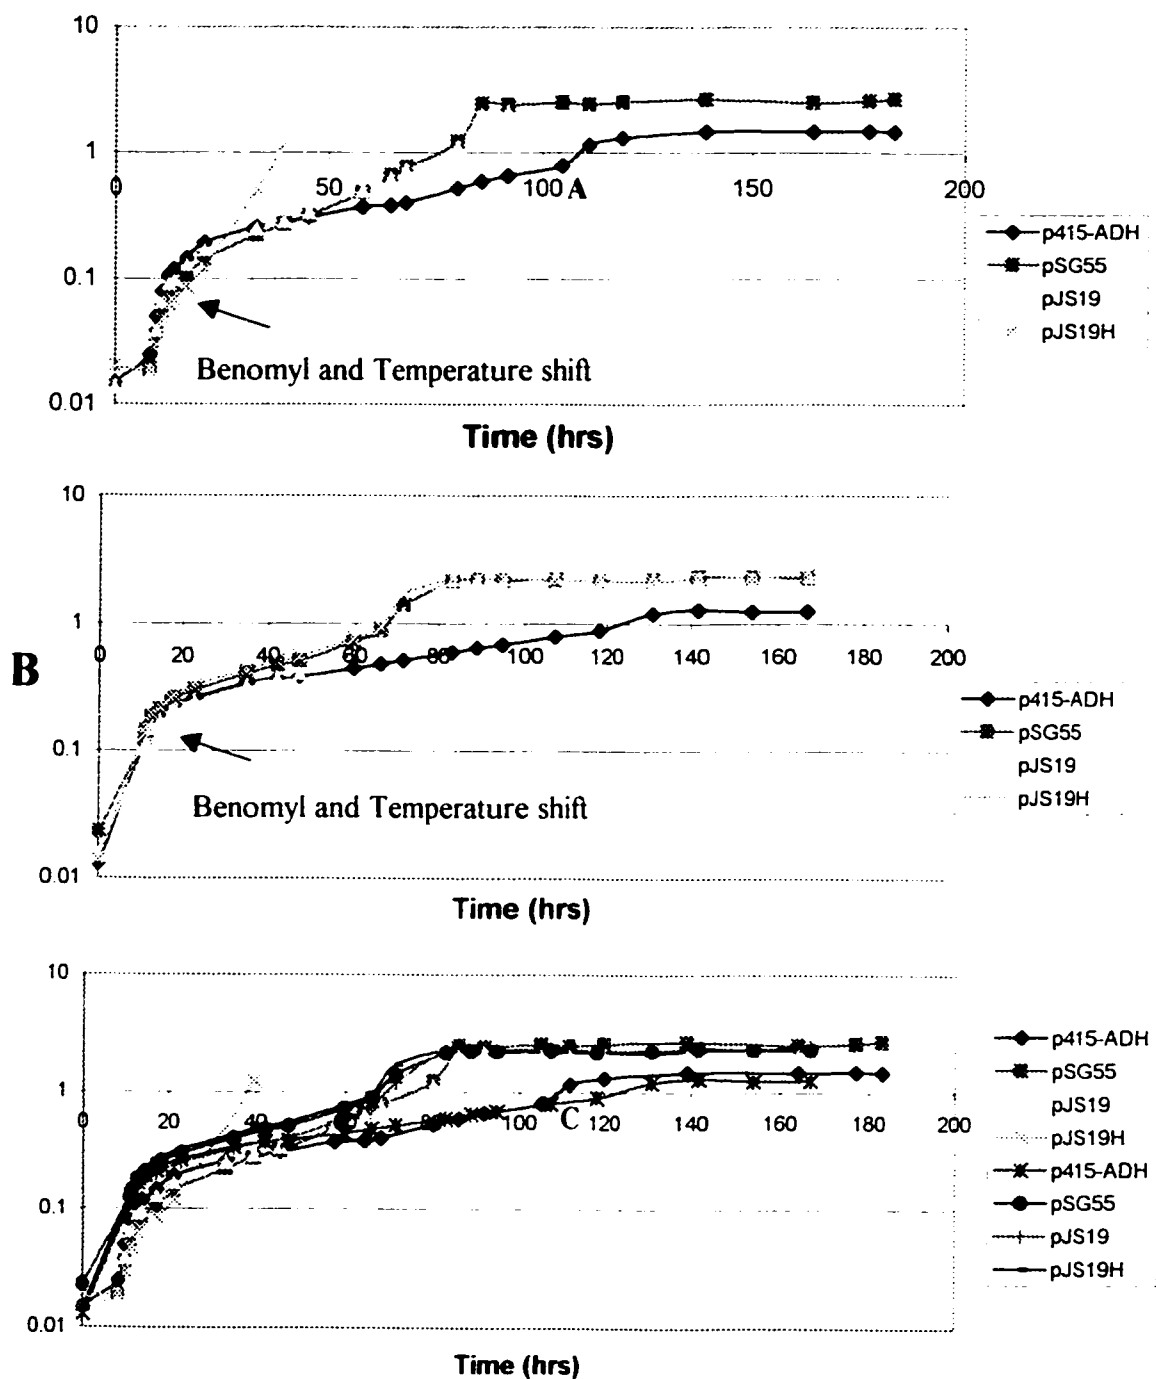 10
1
0 50 100 A 150 200
0.1
0.01
Benomyl and Temperature shift
Time (hrs)
p415-ADH
pSG55
pJS19
pJS19H
10
1
0 20 40 60 80 100 120 140 160 180 200
B
0.1
0.01
Benomyl and Temperature shift
Time (hrs)
p415-ADH
pSG55
pJS19
pJS19H
10
1
0 20 40 60 80 100 C 120 140 160 180 200
0.1
0.01
Time (hrs)
p415-ADH
pSG55
pJS19
pJS19H
p415-ADH
pSG55
pJS19
pJS19H